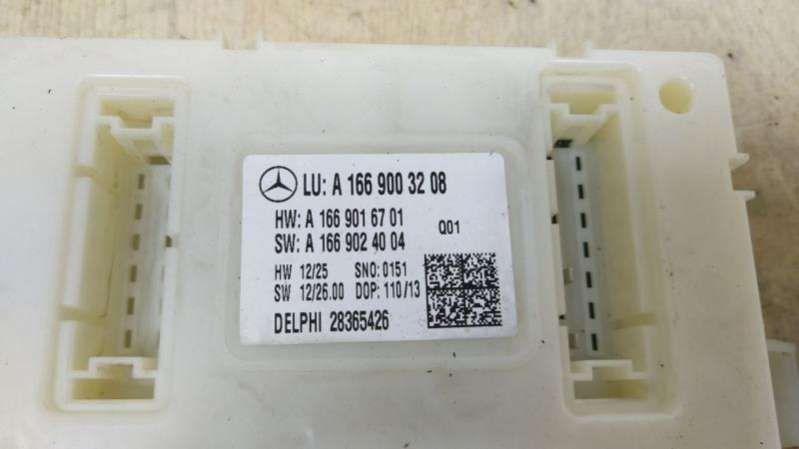 LU: A 166 900 32 08
HW: A 166 901 67 01
SW: A 166 902 40 04 Q01
HW 12/25 SNO: 0151
SW 12/26.00 DOP: 110/13
DELPHI 28365426